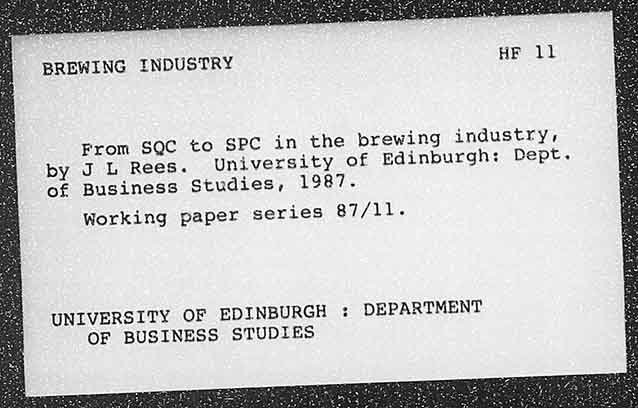 BREWING INDUSTRY HF 11
From SQC to SPC in the brewing industry,
by J L Rees. University of Edinburgh: Dept.
of Business Studies, 1987.
Working paper series 87/11.
UNIVERSITY OF EDINBURGH : DEPARTMENT
OF BUSINESS STUDIES